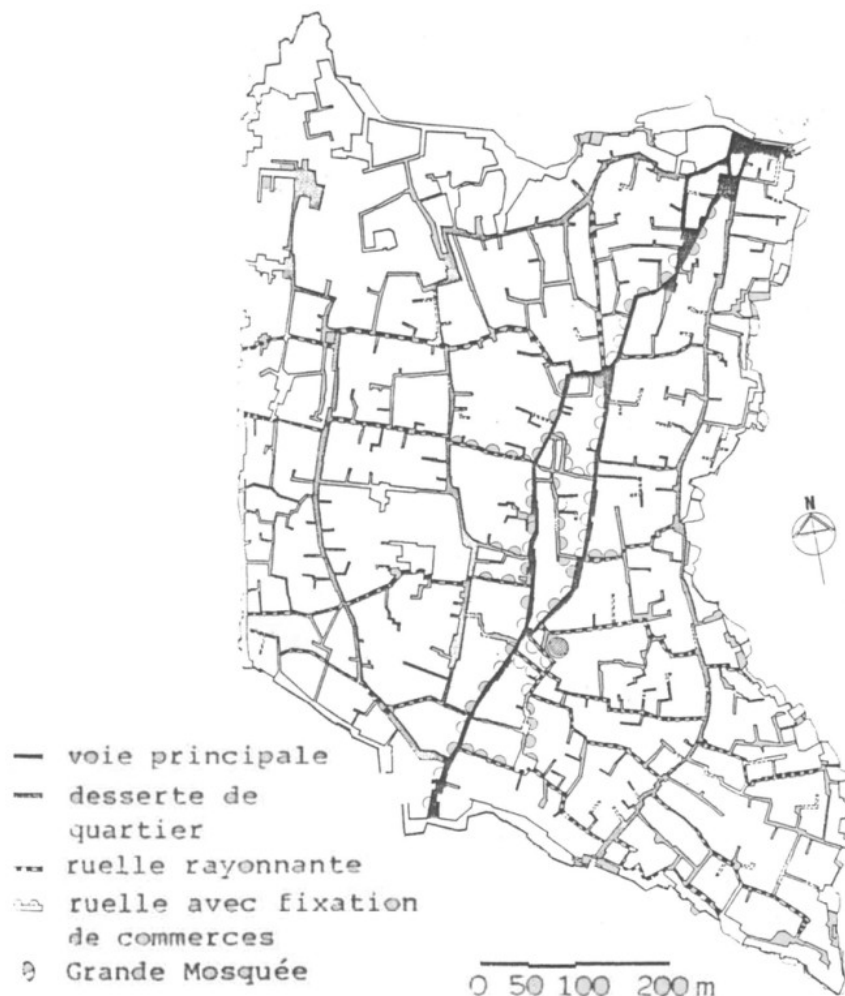 N
voie principale
desserte de
quartier
ruelle rayonnante
ruelle avec fixation
de commerces
Grande Mosquée
0 50 100 200 m